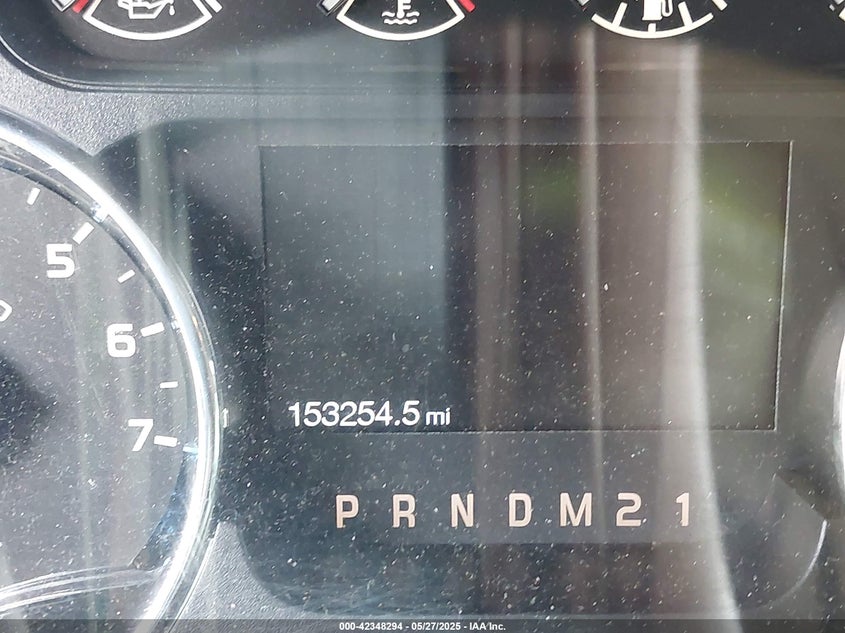 5
6
7
153254.5 mi
P R N D M 2 1
000-42348294 - 05/27/2025 - IAA Inc.